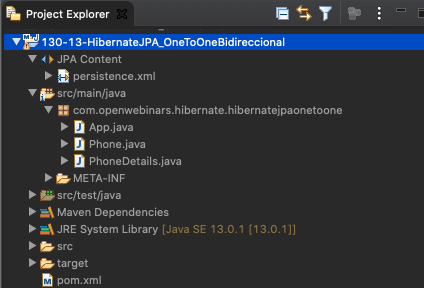 Project Explorer
130-13-HibernateJPA_OneToOneBidireccional
JPA Content
persistence.xml
src/main/java
com.openwebinars.hibernate.hibernatejpaonetoone
App.java
Phone.java
PhoneDetails.java
META-INF
src/test/java
Maven Dependencies
JRE System Library [Java SE 13.0.1 [13.0.1]]
src
target
pom.xml